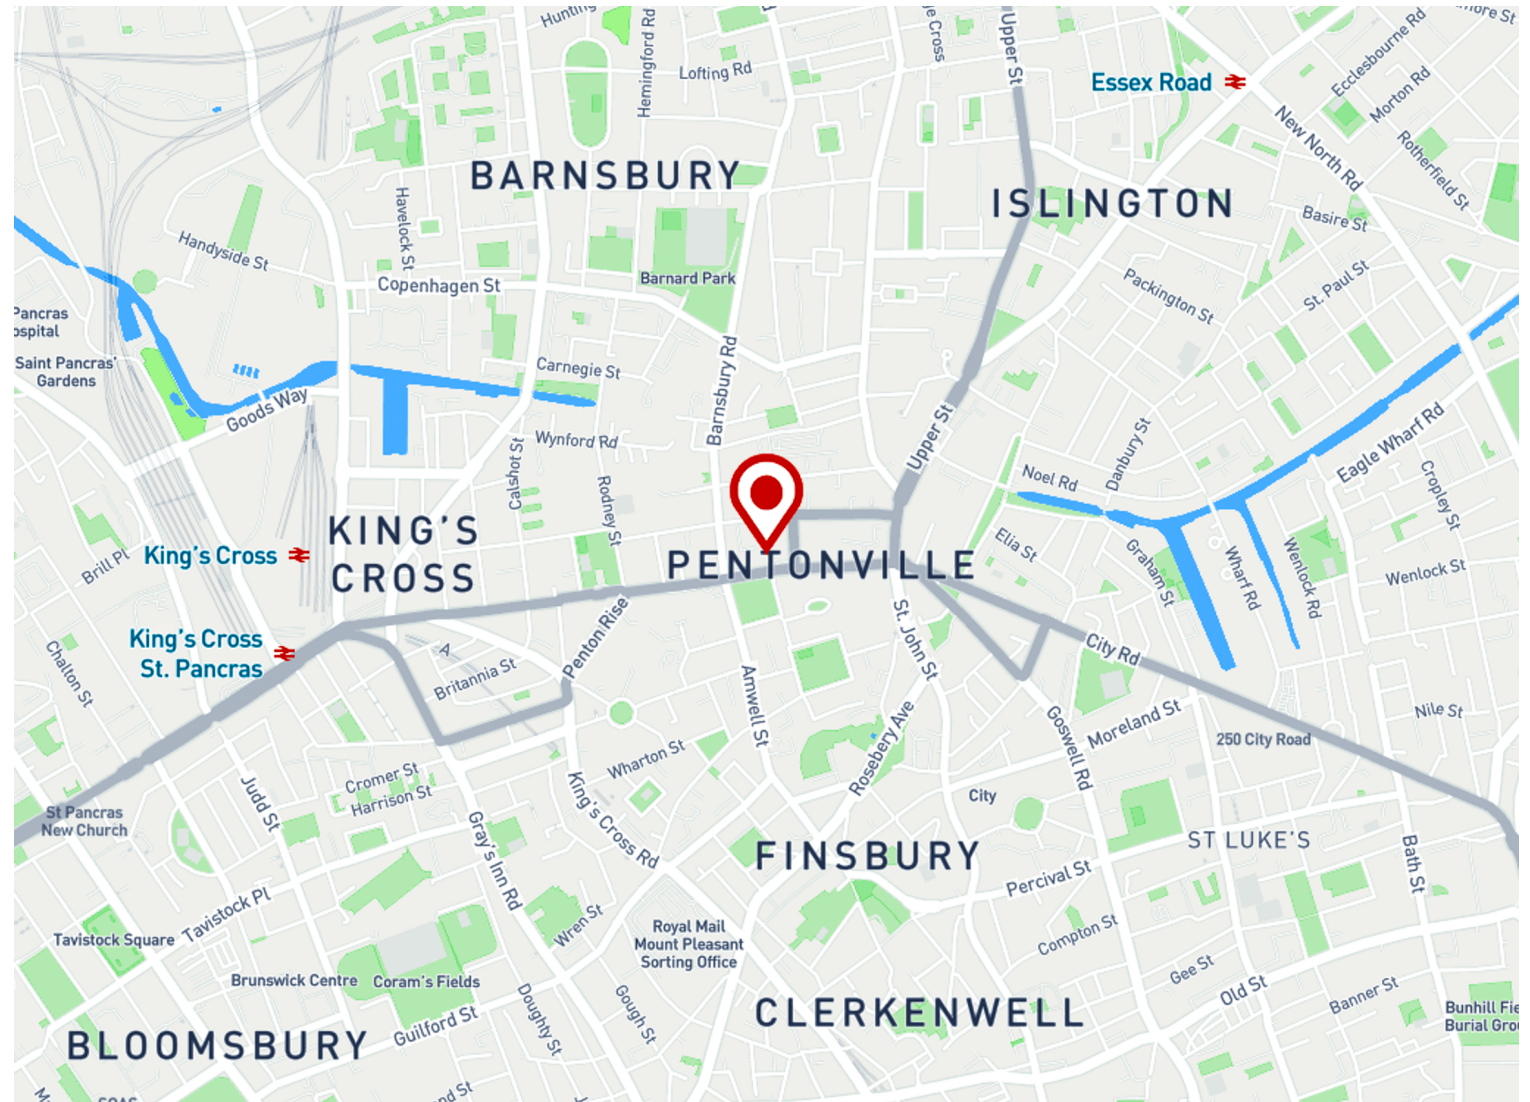 Hunting
Hemingford Rd
Lofting Rd
Upper St
Ecclesbourne Rd
Essex Road
Morton Rd
New North Rd
Rotherfield St
BARNSBURY
ISLINGTON
Havelock St
Basire St
Handyside St
Barnard Park
Copenhagen St
Packington St
St. Paul St
Pancras
ospital
Saint Pancras'
Gardens
Carnegie St
Barnsbury Rd
Goods Way
Upper St
Wynford Rd
Calshot St
Rodney St
Noel Rd
Danbury St
Eagle Wharf Rd
Cropley St
KING'S
CROSS
King's Cross
Brill Pl
PENTONVILLE
Elia St
Graham St
Wharf Rd
Wenlock Rd
Wenlock St
King's Cross
St. Pancras
Chalton St
A
Britannia St
Penton Rise
St. John St
City Rd
Amwell St
Rosebery Ave
Goswell Rd
Moreland St
250 City Road
Nile St
Wharton St
Cromer St
Harrison St
Judd St
King's Cross Rd
City
St Pancras
New Church
Gray's Inn Rd
FINSBURY
ST LUKE'S
Bath St
Percival St
Tavistock Pl
Tavistock Square
Wren St
Royal Mail
Mount Pleasant
Sorting Office
Compton St
Brunswick Centre
Coram's Fields
Gee St
Old St
Banner St
Doughty St
Gough St
CLERKENWELL
Guilford St
BLOOMSBURY
Bunhill Fie
Burial Grou